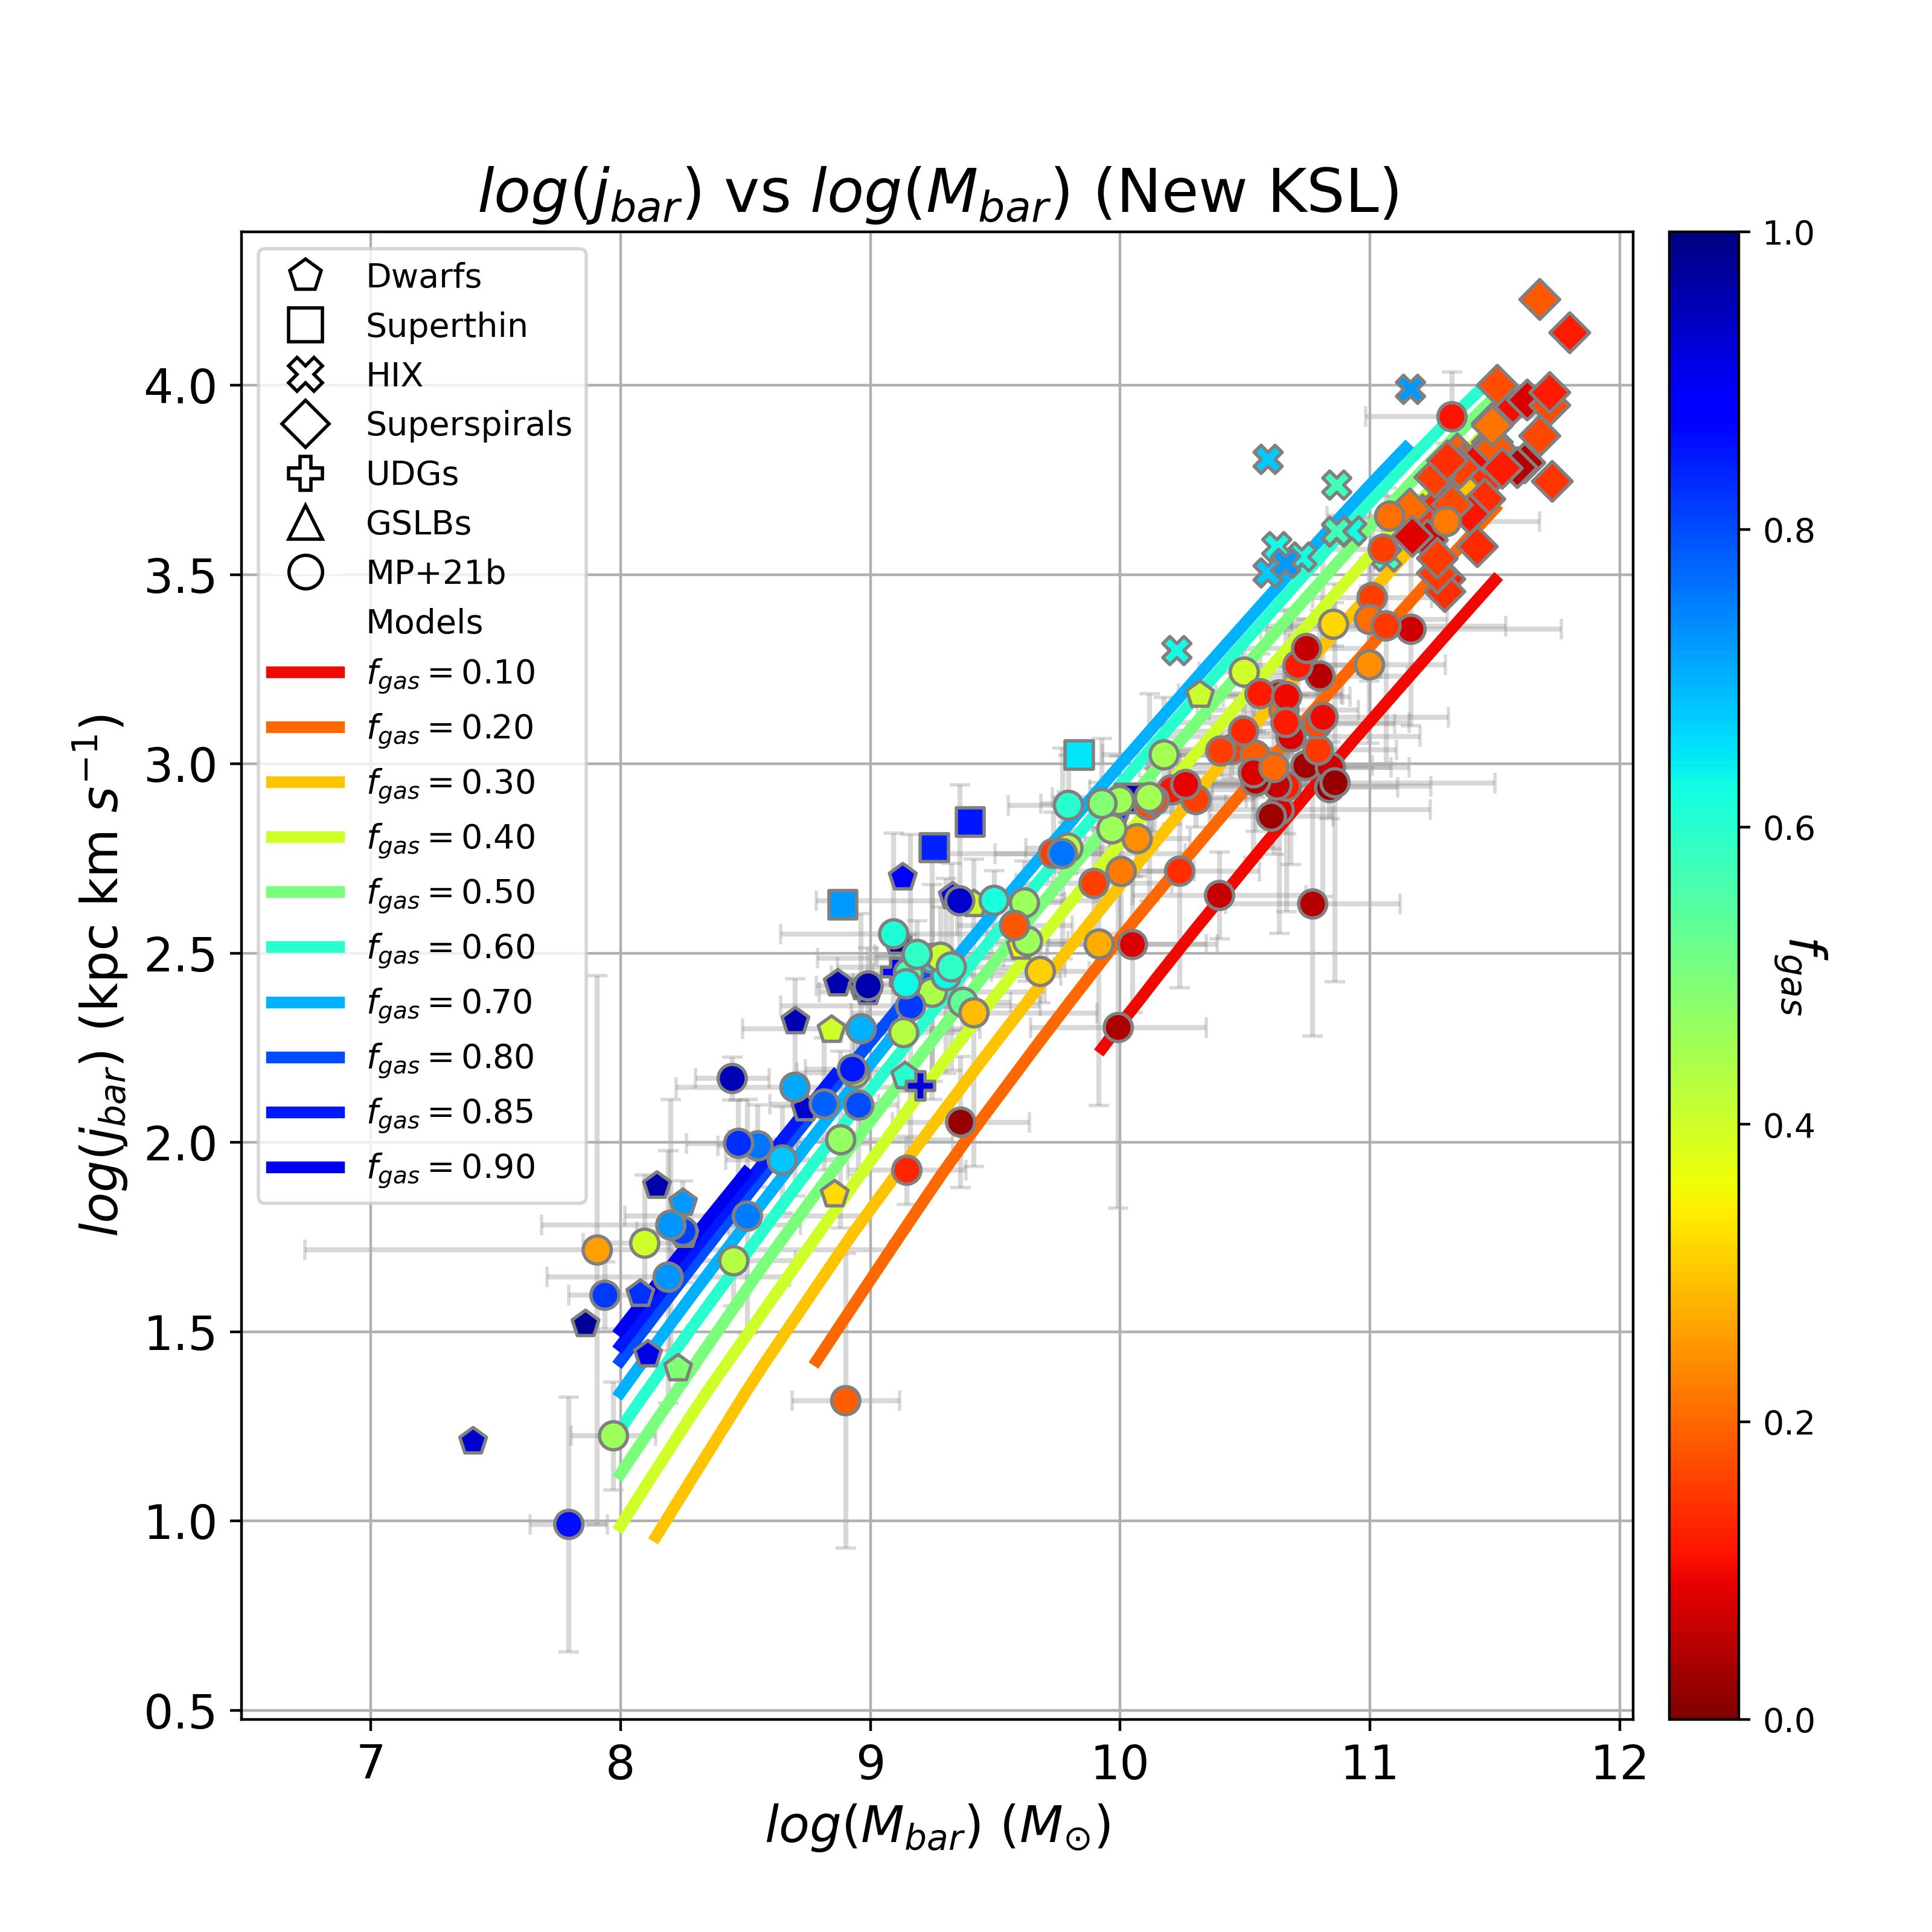 log(j_bar) vs log(M_bar) (New KSL)
Dwarfs
Superthin
HIX
Superspirals
UDGs
GSLBs
MP+21b
Models
f_gas = 0.10
f_gas = 0.20
f_gas = 0.30
f_gas = 0.40
f_gas = 0.50
f_gas = 0.60
f_gas = 0.70
f_gas = 0.80
f_gas = 0.85
f_gas = 0.90
log(j_bar) (kpc km s⁻¹)
4.0
3.5
3.0
2.5
2.0
1.5
1.0
0.5
7 8 9 10 11 12
log(M_bar) (M_⊙)
1.0
0.8
0.6
0.4
0.2
0.0
f_gas